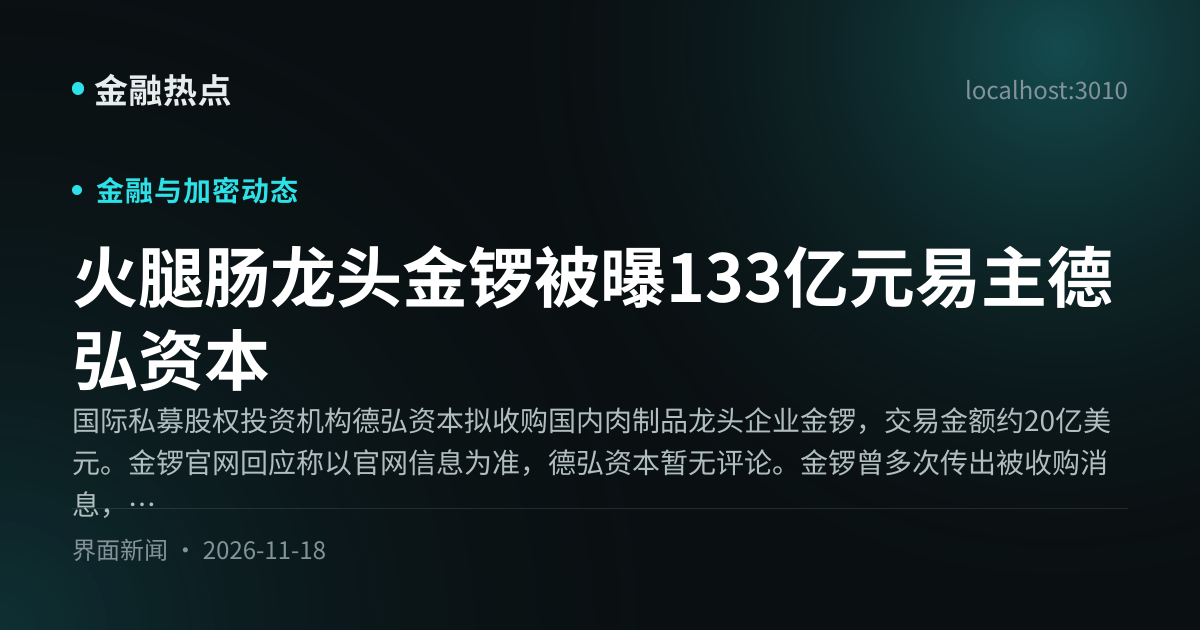 金融热点
localhost:3010
金融与加密动态
火腿肠龙头金锣被曝133亿元易主德
弘资本
国际私募股权投资机构德弘资本拟收购国内肉制品龙头企业金锣，交易金额约20亿美
元。金锣官网回应称以官网信息为准，德弘资本暂无评论。金锣曾多次传出被收购消
息，…
界面新闻 • 2026-11-18